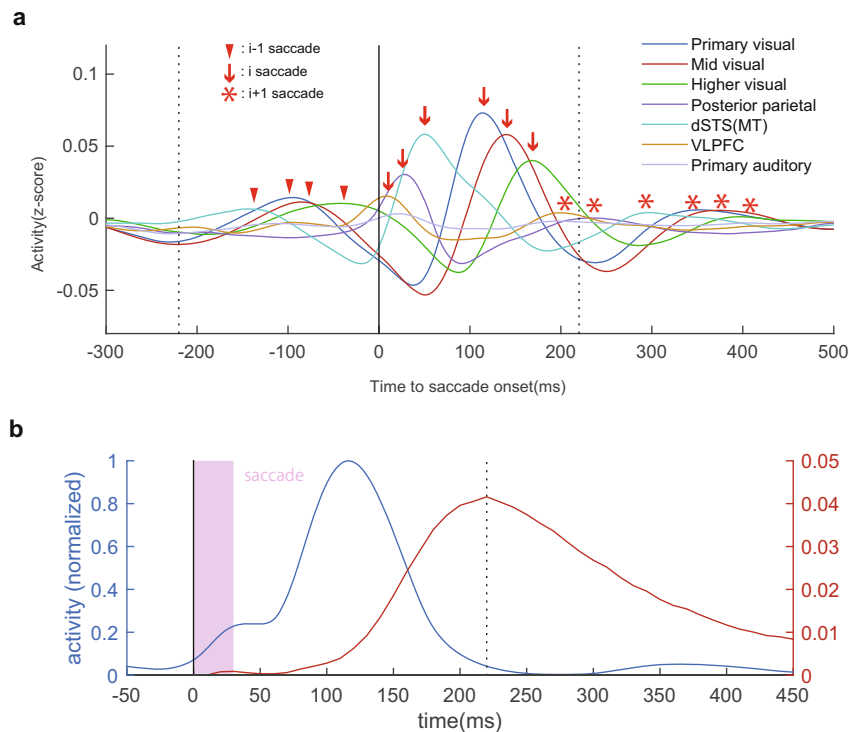 a
: i-1 saccade
: i saccade
: i+1 saccade
Primary visual
Mid visual
Higher visual
Posterior parietal
dSTS(MT)
VLPFC
Primary auditory
0.1
0.05
0
-0.05
Activity(z-score)
-300 -200 -100 0 100 200 300 400 500
Time to saccade onset(ms)
b
saccade
1
0.8
0.6
0.4
0.2
0
activity (normalized)
0.05
0.04
0.03
0.02
0.01
0
-50 0 50 100 150 200 250 300 350 400 450
time(ms)